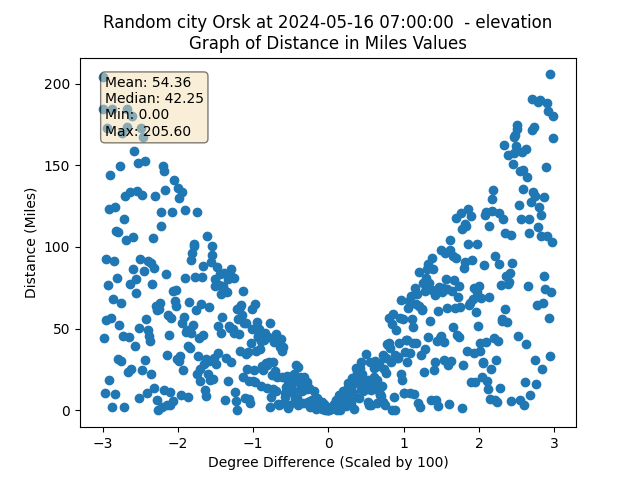 Random city Orsk at 2024-05-16 07:00:00  - elevation
Graph of Distance in Miles Values
Mean: 54.36
Median: 42.25
Min: 0.00
Max: 205.60
200
150
100
50
0
Distance (Miles)
−3 −2 −1 0 1 2 3
Degree Difference (Scaled by 100)